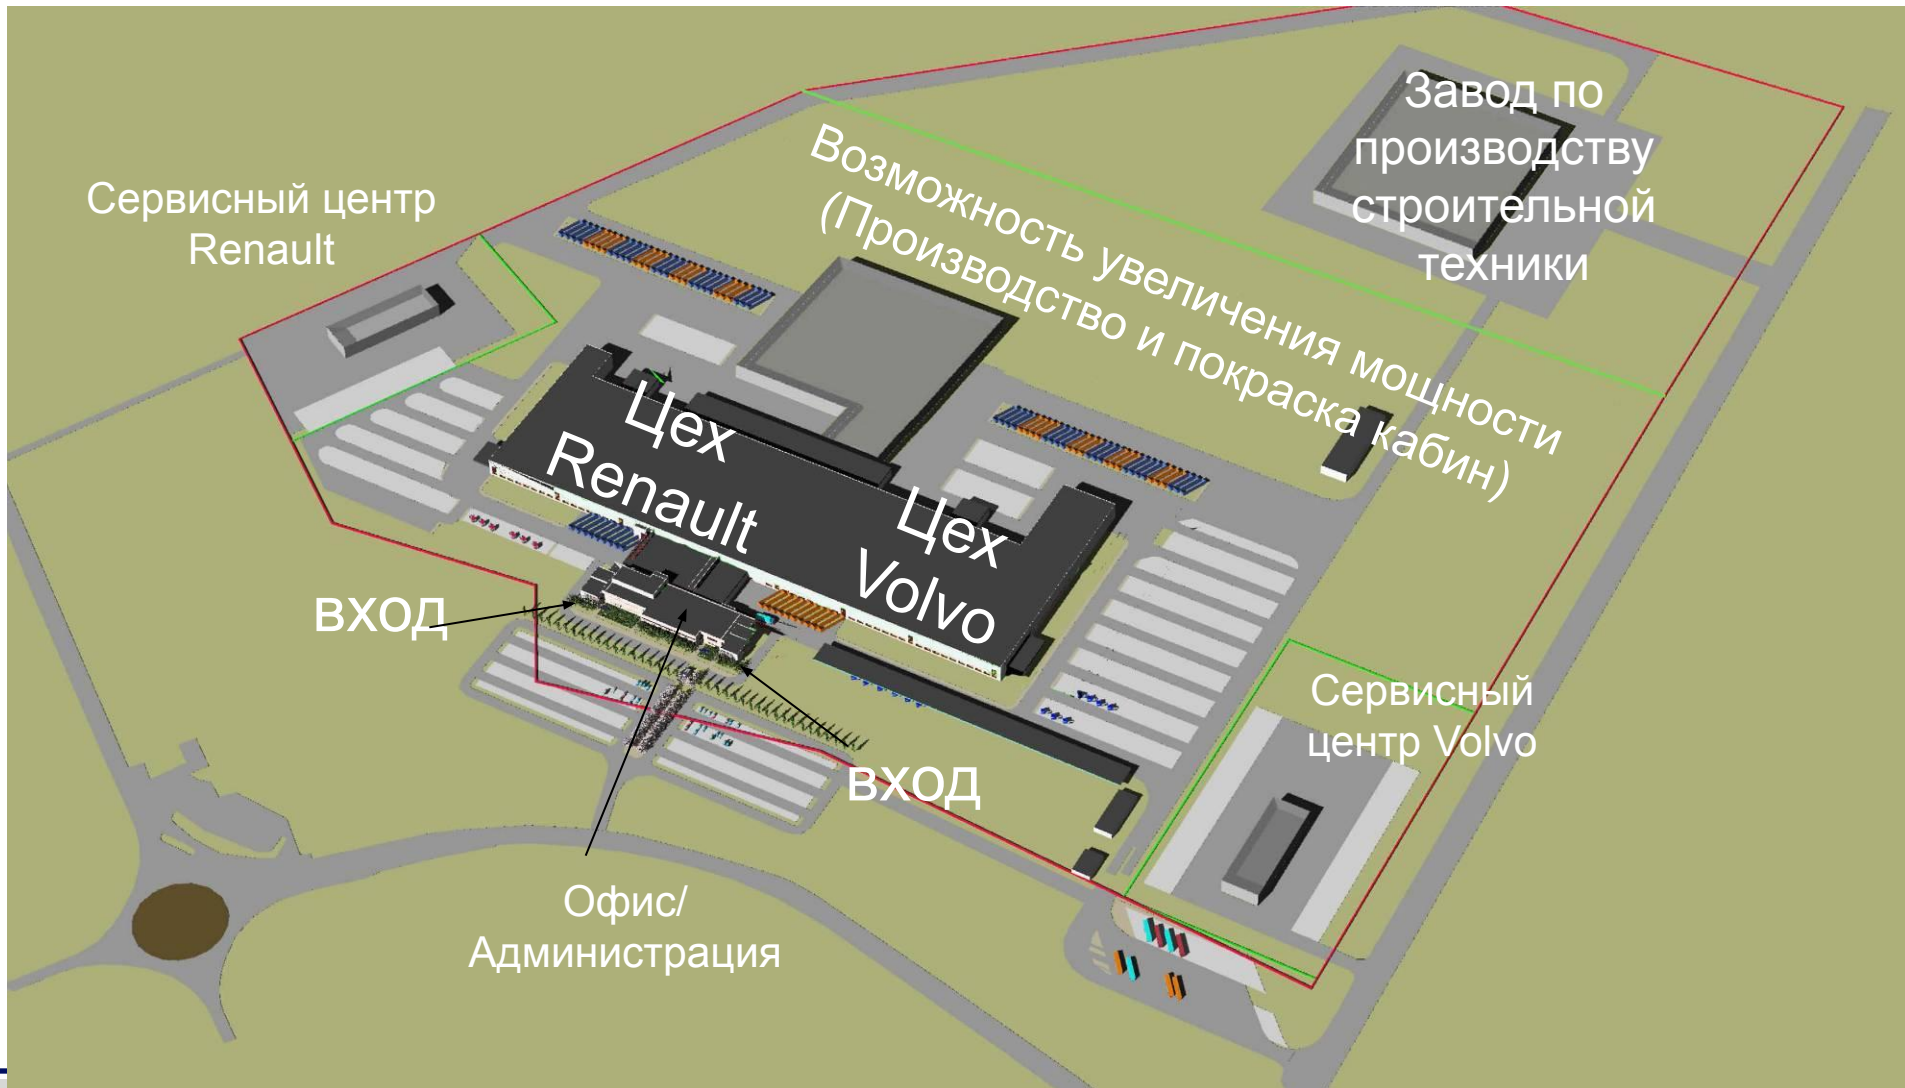 Завод по
производству
строительной
техники
Возможность увеличения мощности
(Производство и покраска кабин)
Сервисный центр
Renault
Цех
Renault
Цех
Volvo
вход
Сервисный
центр Volvo
вход
Офис/
Администрация